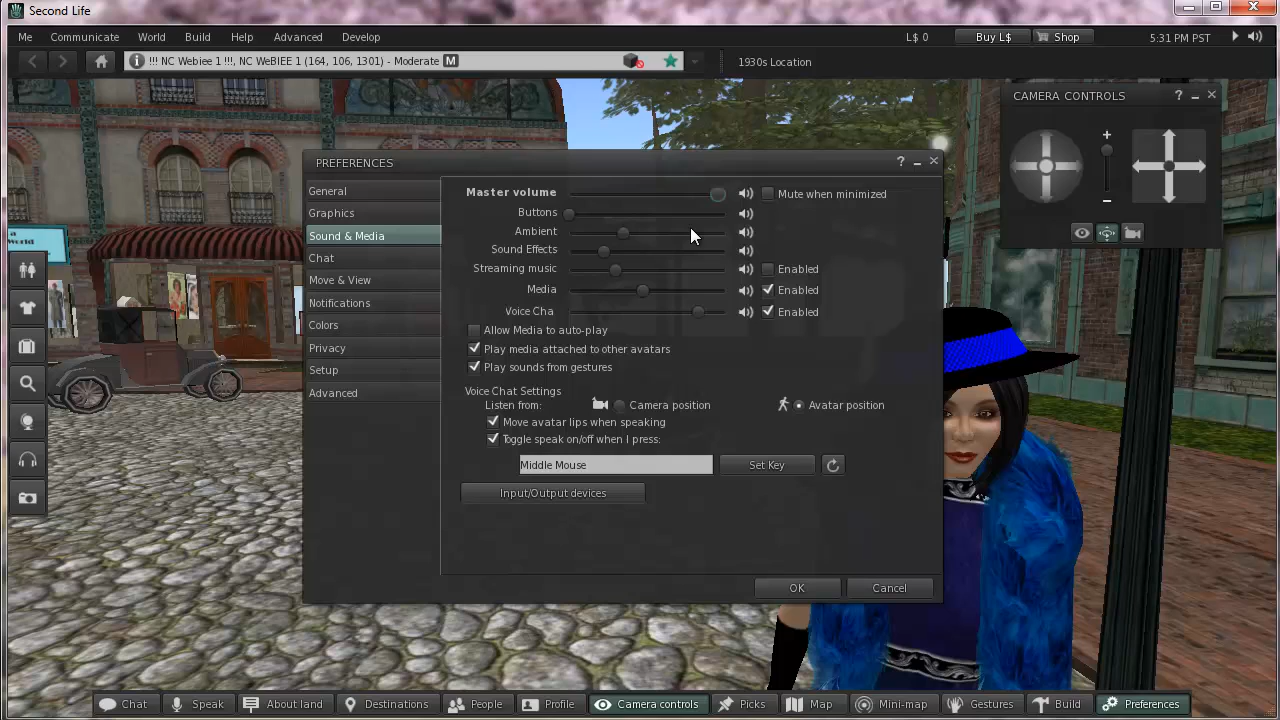 Second Life
Me Communicate World Build Help Advanced Develop L$ 0 Buy L$ Shop 5:31 PM PST
!!! NC Webiee 1 !!!, NC WeBIEE 1 (164, 106, 1301) - Moderate M 1930s Location
CAMERA CONTROLS ?
PREFERENCES ?
General
Graphics
Sound & Media
Chat
Move & View
Notifications
Colors
Privacy
Setup
Advanced
Master volume Mute when minimized
Buttons
Ambient
Sound Effects
Streaming music Enabled
Media Enabled
Voice Cha Enabled
Allow Media to auto-play
Play media attached to other avatars
Play sounds from gestures
Voice Chat Settings
Listen from: Camera position Avatar position
Move avatar lips when speaking
Toggle speak on/off when I press:
Middle Mouse Set Key
Input/Output devices
OK Cancel
a
World
Chat Speak About land Destinations People Profile Camera controls Picks Map Mini-map Gestures Build Preferences